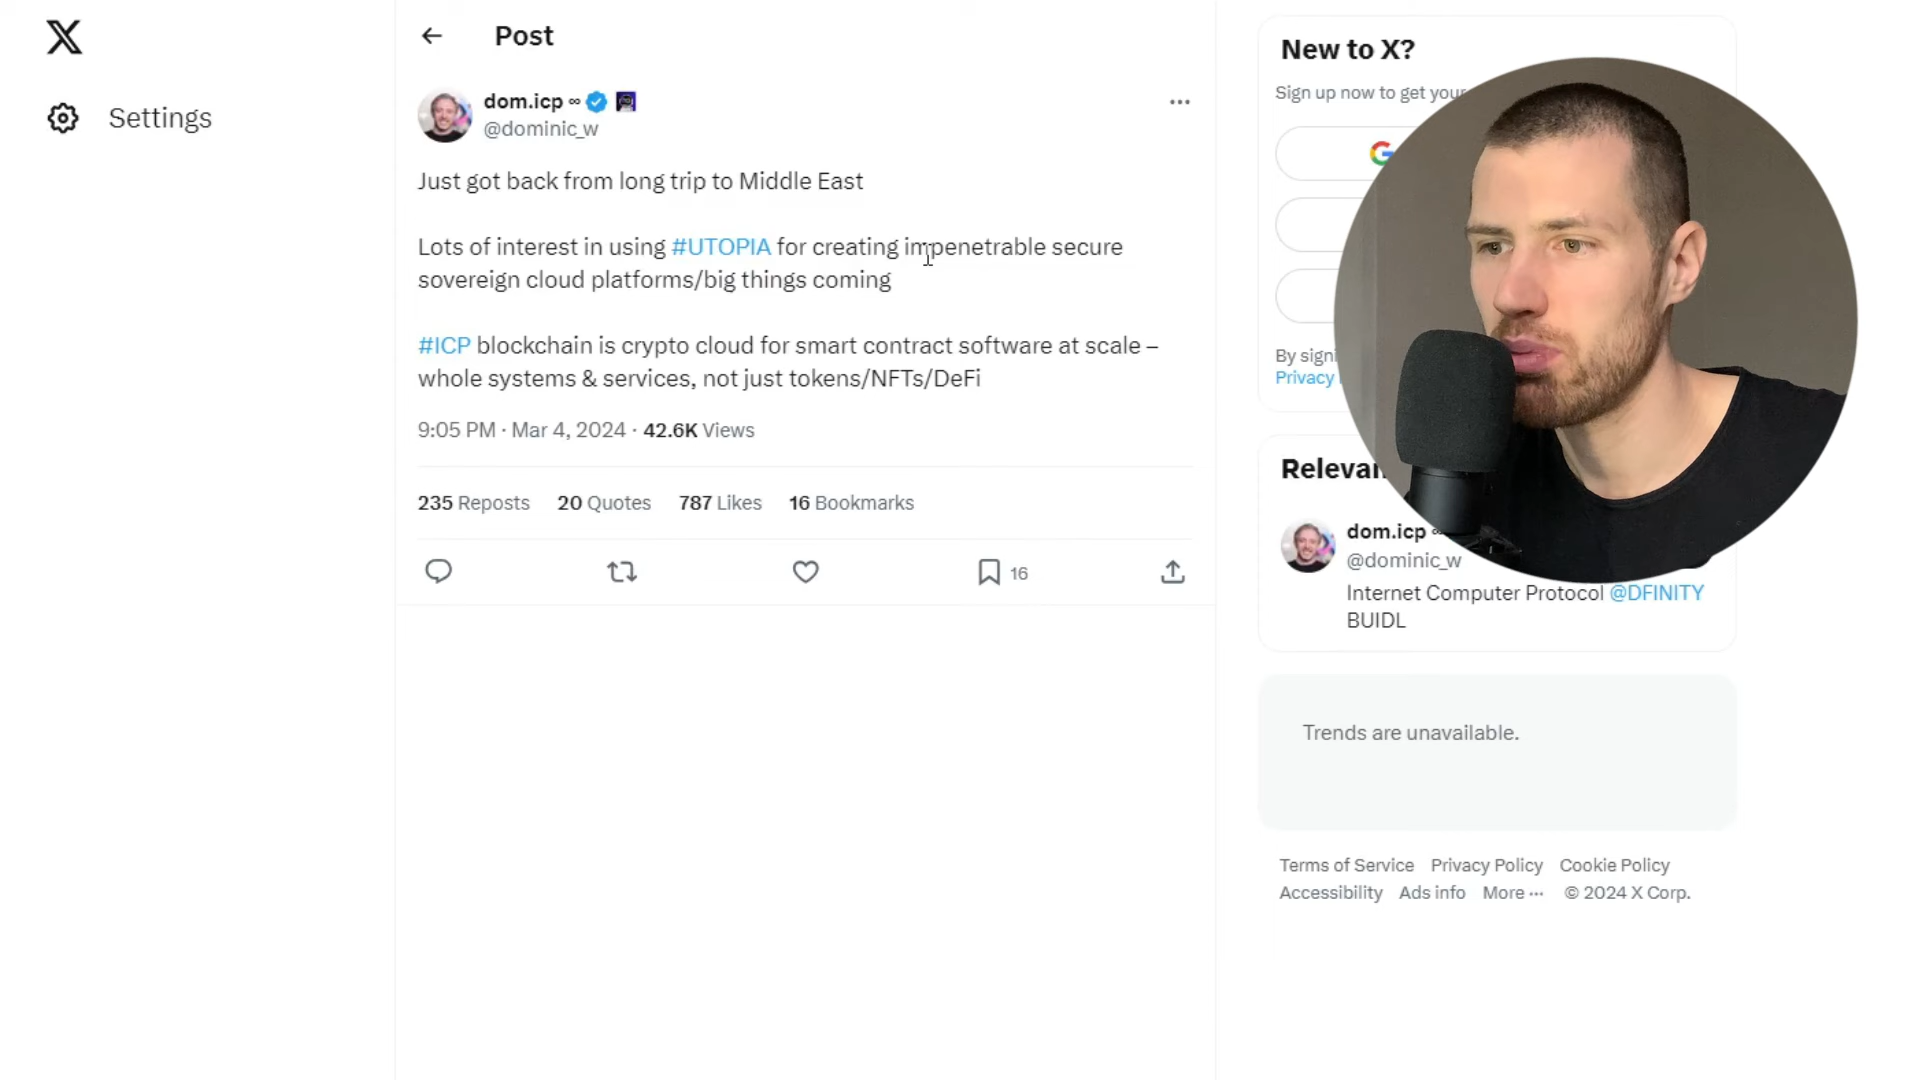 Settings
Post
dom.icp ∞
@dominic_w
Just got back from long trip to Middle East
Lots of interest in using #UTOPIA for creating impenetrable secure
sovereign cloud platforms/big things coming
#ICP blockchain is crypto cloud for smart contract software at scale –
whole systems & services, not just tokens/NFTs/DeFi
9:05 PM · Mar 4, 2024 · 42.6K Views
235 Reposts 20 Quotes 787 Likes 16 Bookmarks
16
New to X?
Sign up now to get your
By
Privacy
dom.icp
@dominic_w
Internet Computer Protocol @DFINITY
BUIDL
Trends are unavailable.
Terms of Service Privacy Policy Cookie Policy
Accessibility Ads info More ··· © 2024 X Corp.